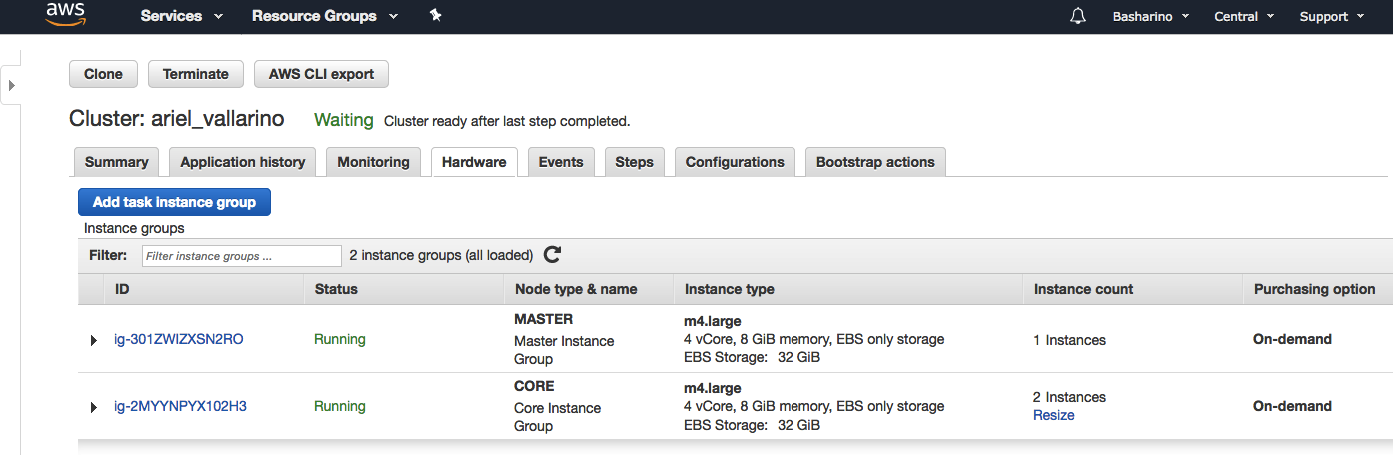 aws Services Resource Groups Basharino Central Support
Clone Terminate AWS CLI export
Cluster: ariel_vallarino Waiting Cluster ready after last step completed.
Summary Application history Monitoring Hardware Events Steps Configurations Bootstrap actions
Add task instance group
Instance groups
Filter: Filter instance groups ... 2 instance groups (all loaded)
ID Status Node type & name Instance type Instance count Purchasing option
MASTER m4.large
ig-301ZWIZXSN2RO Running Master Instance 4 vCore, 8 GiB memory, EBS only storage 1 Instances On-demand
Group EBS Storage: 32 GiB
CORE m4.large 2 Instances
ig-2MYYNPYX102H3 Running Core Instance 4 vCore, 8 GiB memory, EBS only storage Resize On-demand
Group EBS Storage: 32 GiB